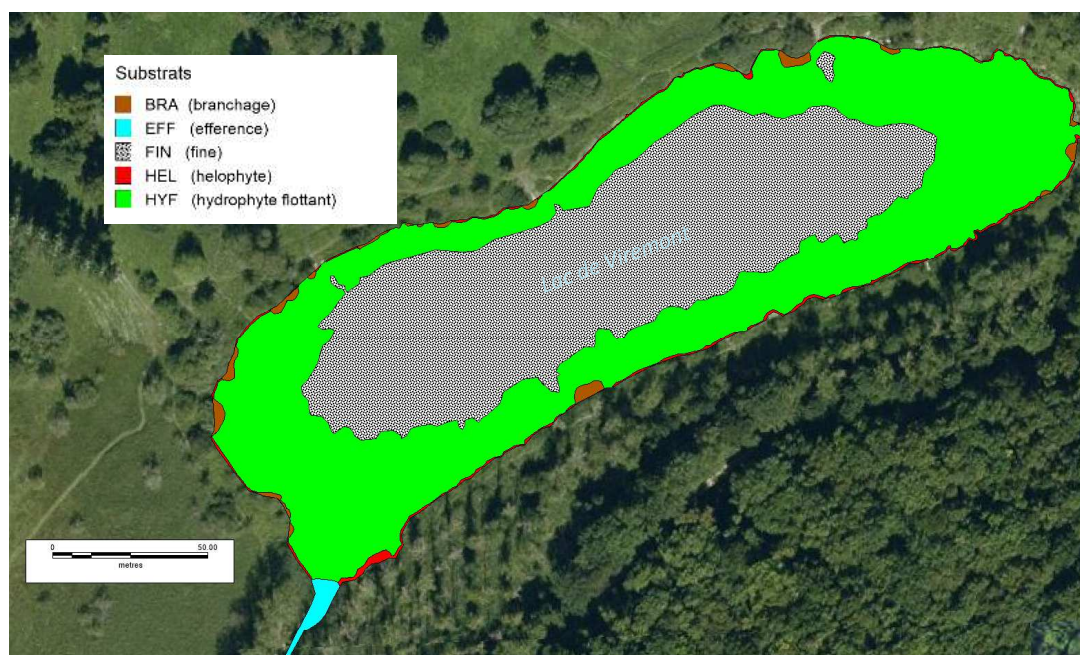 Substrats
BRA (branchage)
EFF (efference)
FIN (fine)
HEL (helophyte)
HYF (hydrophyte flottant)
Lac de Viremont
0 50.00
metres